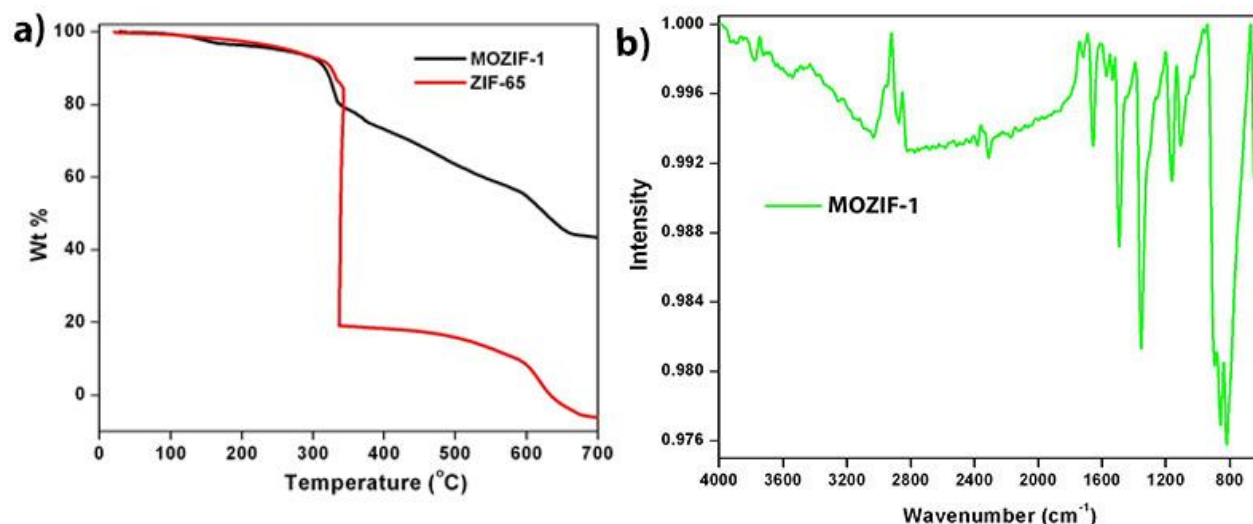 a)
MOZIF-1
ZIF-65
Wt %
100
80
60
40
20
0
0 100 200 300 400 500 600 700
Temperature (°C)
b)
MOZIF-1
Intensity
1.000
0.996
0.992
0.988
0.984
0.980
0.976
4000 3600 2800 2400 2000 1600 1200 800
Wavenumber (cm⁻¹)